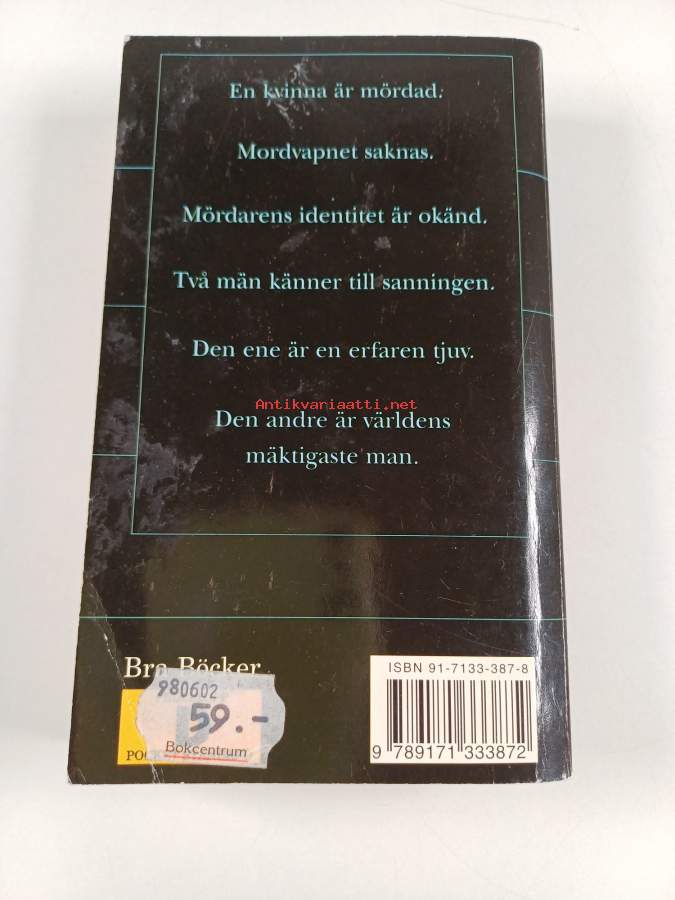 En kvinna är mördad.
Mordvapnet saknas.
Mördarens identitet är okänd.
Två män känner till sanningen.
Den ene är en erfaren tjuv.
Antikvariaatti.net
Den andre är världens
mäktigaste man.
Bra Böcker
980602
59.-
Bokcentrum
ISBN 91-7133-387-8
9 789171 333872